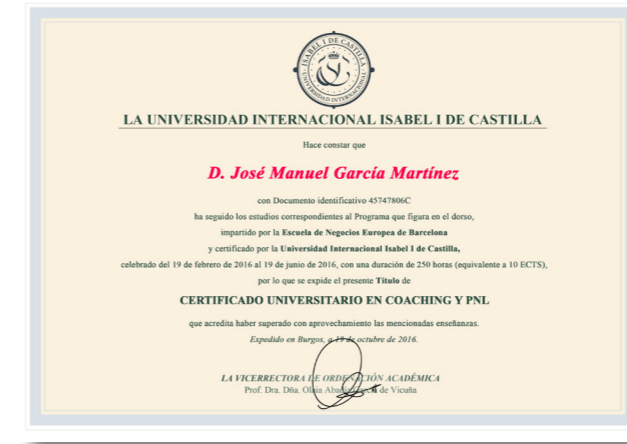 ISABEL I DE CASTILLA
UNIVERSIDAD INTERNACIONAL
LA UNIVERSIDAD INTERNACIONAL ISABEL I DE CASTILLA
Hace constar que
D. José Manuel García Martínez
con Documento identificativo 45747806C
ha seguido los estudios correspondientes al Programa que figura en el dorso,
impartido por la Escuela de Negocios Europea de Barcelona
y certificado por la Universidad Internacional Isabel I de Castilla,
celebrado del 19 de febrero de 2016 al 19 de junio de 2016, con una duración de 250 horas (equivalente a 10 ECTS),
por lo que se expide el presente Título de
CERTIFICADO UNIVERSITARIO EN COACHING Y PNL
que acredita haber superado con aprovechamiento las mencionadas enseñanzas.
Expedido en Burgos, a 19 de octubre de 2016.
LA VICERRECTORA DE ORDENACIÓN ACADÉMICA
Prof. Dra. Dña. de Vicuña